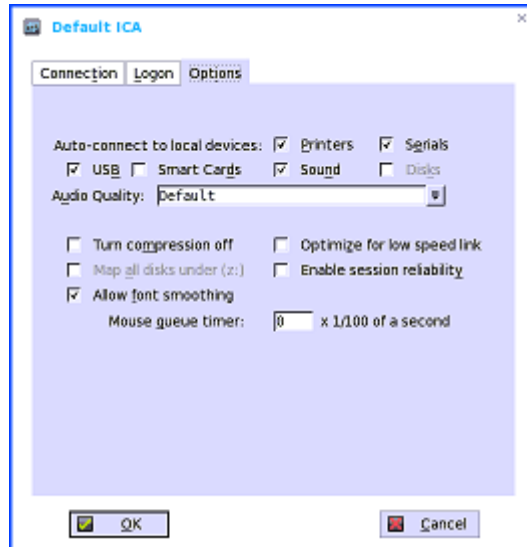 Default ICA
Connection Logon Options
Auto-connect to local devices: Printers Serials
USB Smart Cards Sound Disks
Audio Quality: Default
Turn compression off Optimize for low speed link
Map all disks under (z:) Enable session reliability
Allow font smoothing
Mouse queue timer: 0 x 1/100 of a second
OK Cancel